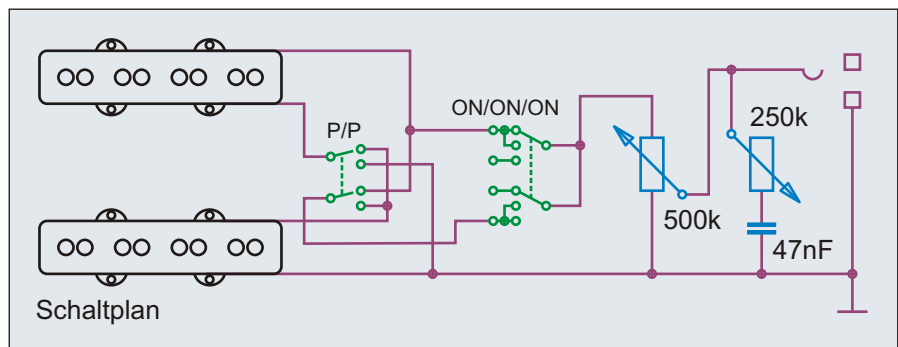 P/P
ON/ON/ON
250k
500k
47nF
Schaltplan